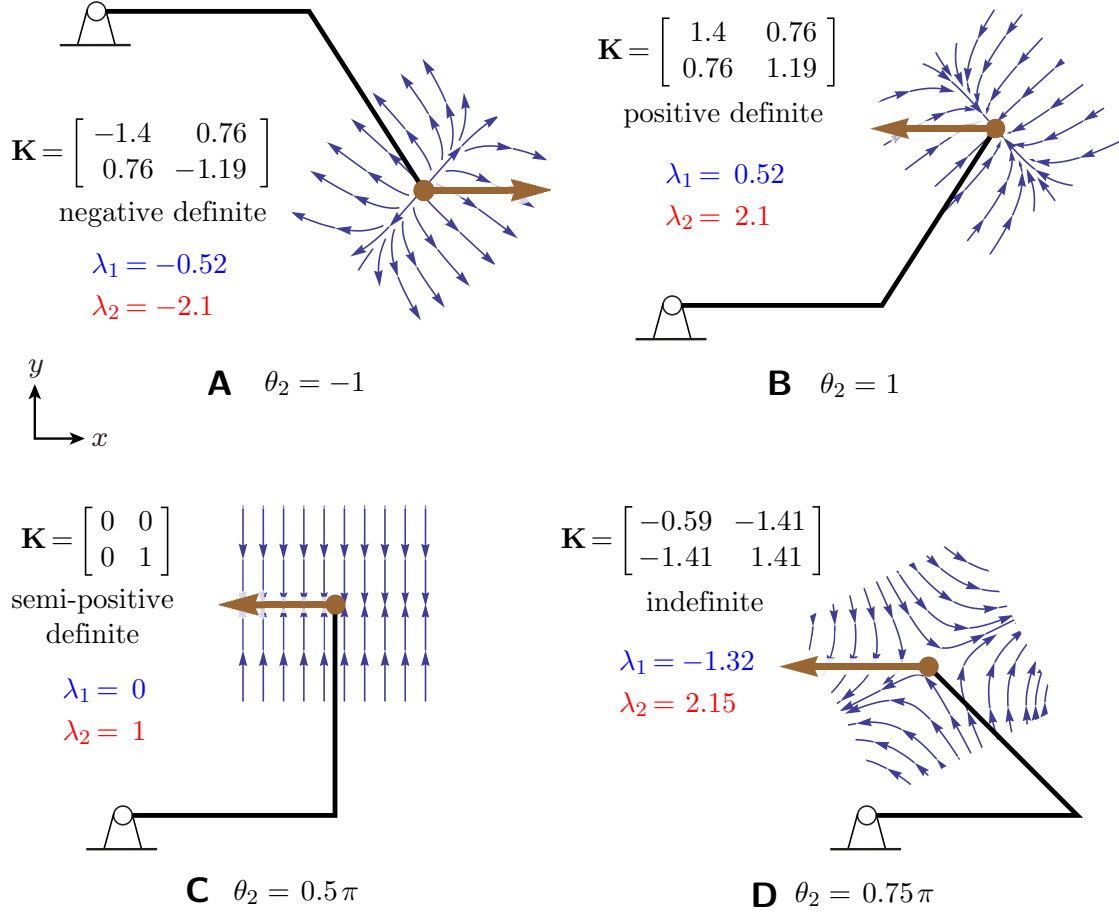 K = [ −1.4 0.76
0.76 −1.19 ]
negative definite
λ₁ = −0.52
λ₂ = −2.1
A θ₂ = −1
K = [ 1.4 0.76
0.76 1.19 ]
positive definite
λ₁ = 0.52
λ₂ = 2.1
B θ₂ = 1
y
x
K = [ 0 0
0 1 ]
semi-positive
definite
λ₁ = 0
λ₂ = 1
C θ₂ = 0.5π
K = [ −0.59 −1.41
−1.41 1.41 ]
indefinite
λ₁ = −1.32
λ₂ = 2.15
D θ₂ = 0.75π